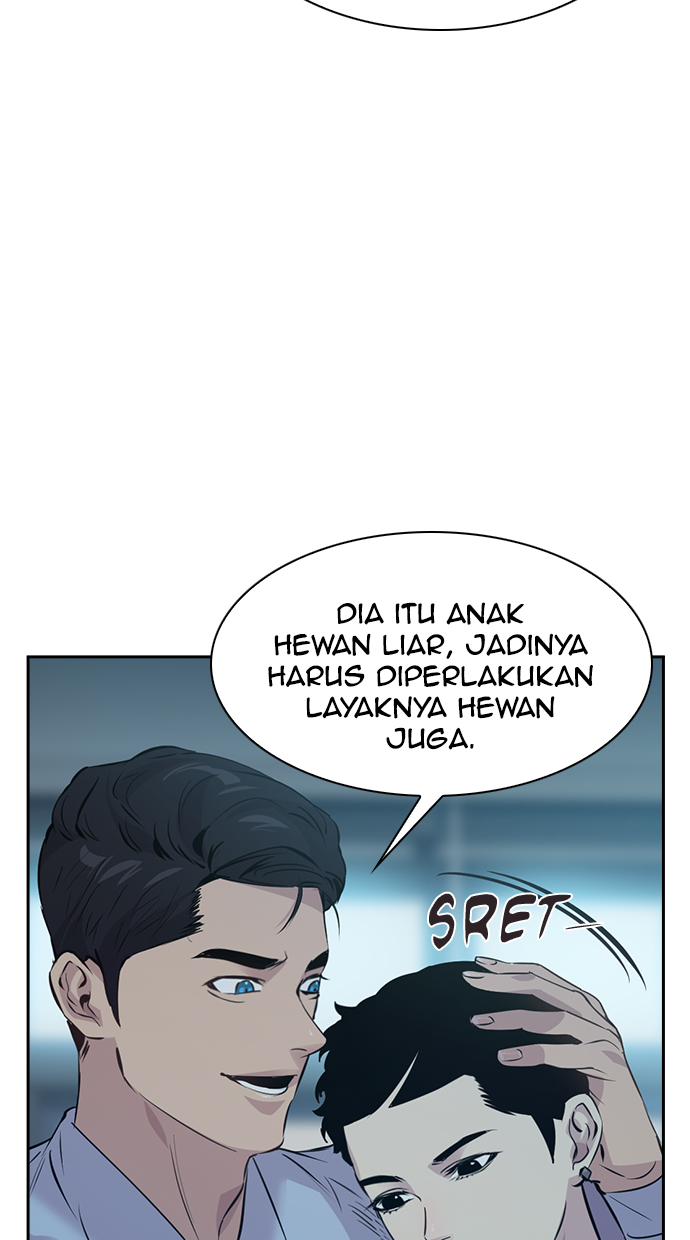 DIA ITU ANAK
HEWAN LIAR, JADINYA
HARUS DIPERLAKUKAN
LAYAKNYA HEWAN
JUGA.
SRET